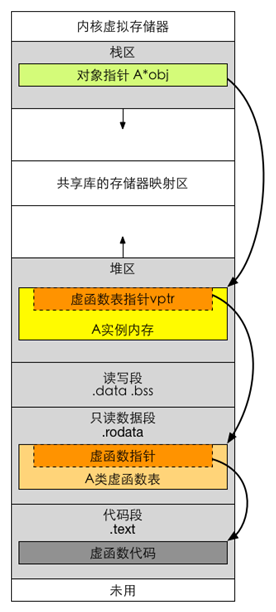 内核虚拟存储器
栈区
对象指针 A*obj
共享库的存储器映射区
堆区
虚函数表指针vptr
A实例内存
读写段
.data .bss
只读数据段
.rodata
虚函数指针
A类虚函数表
代码段
.text
虚函数代码
未用